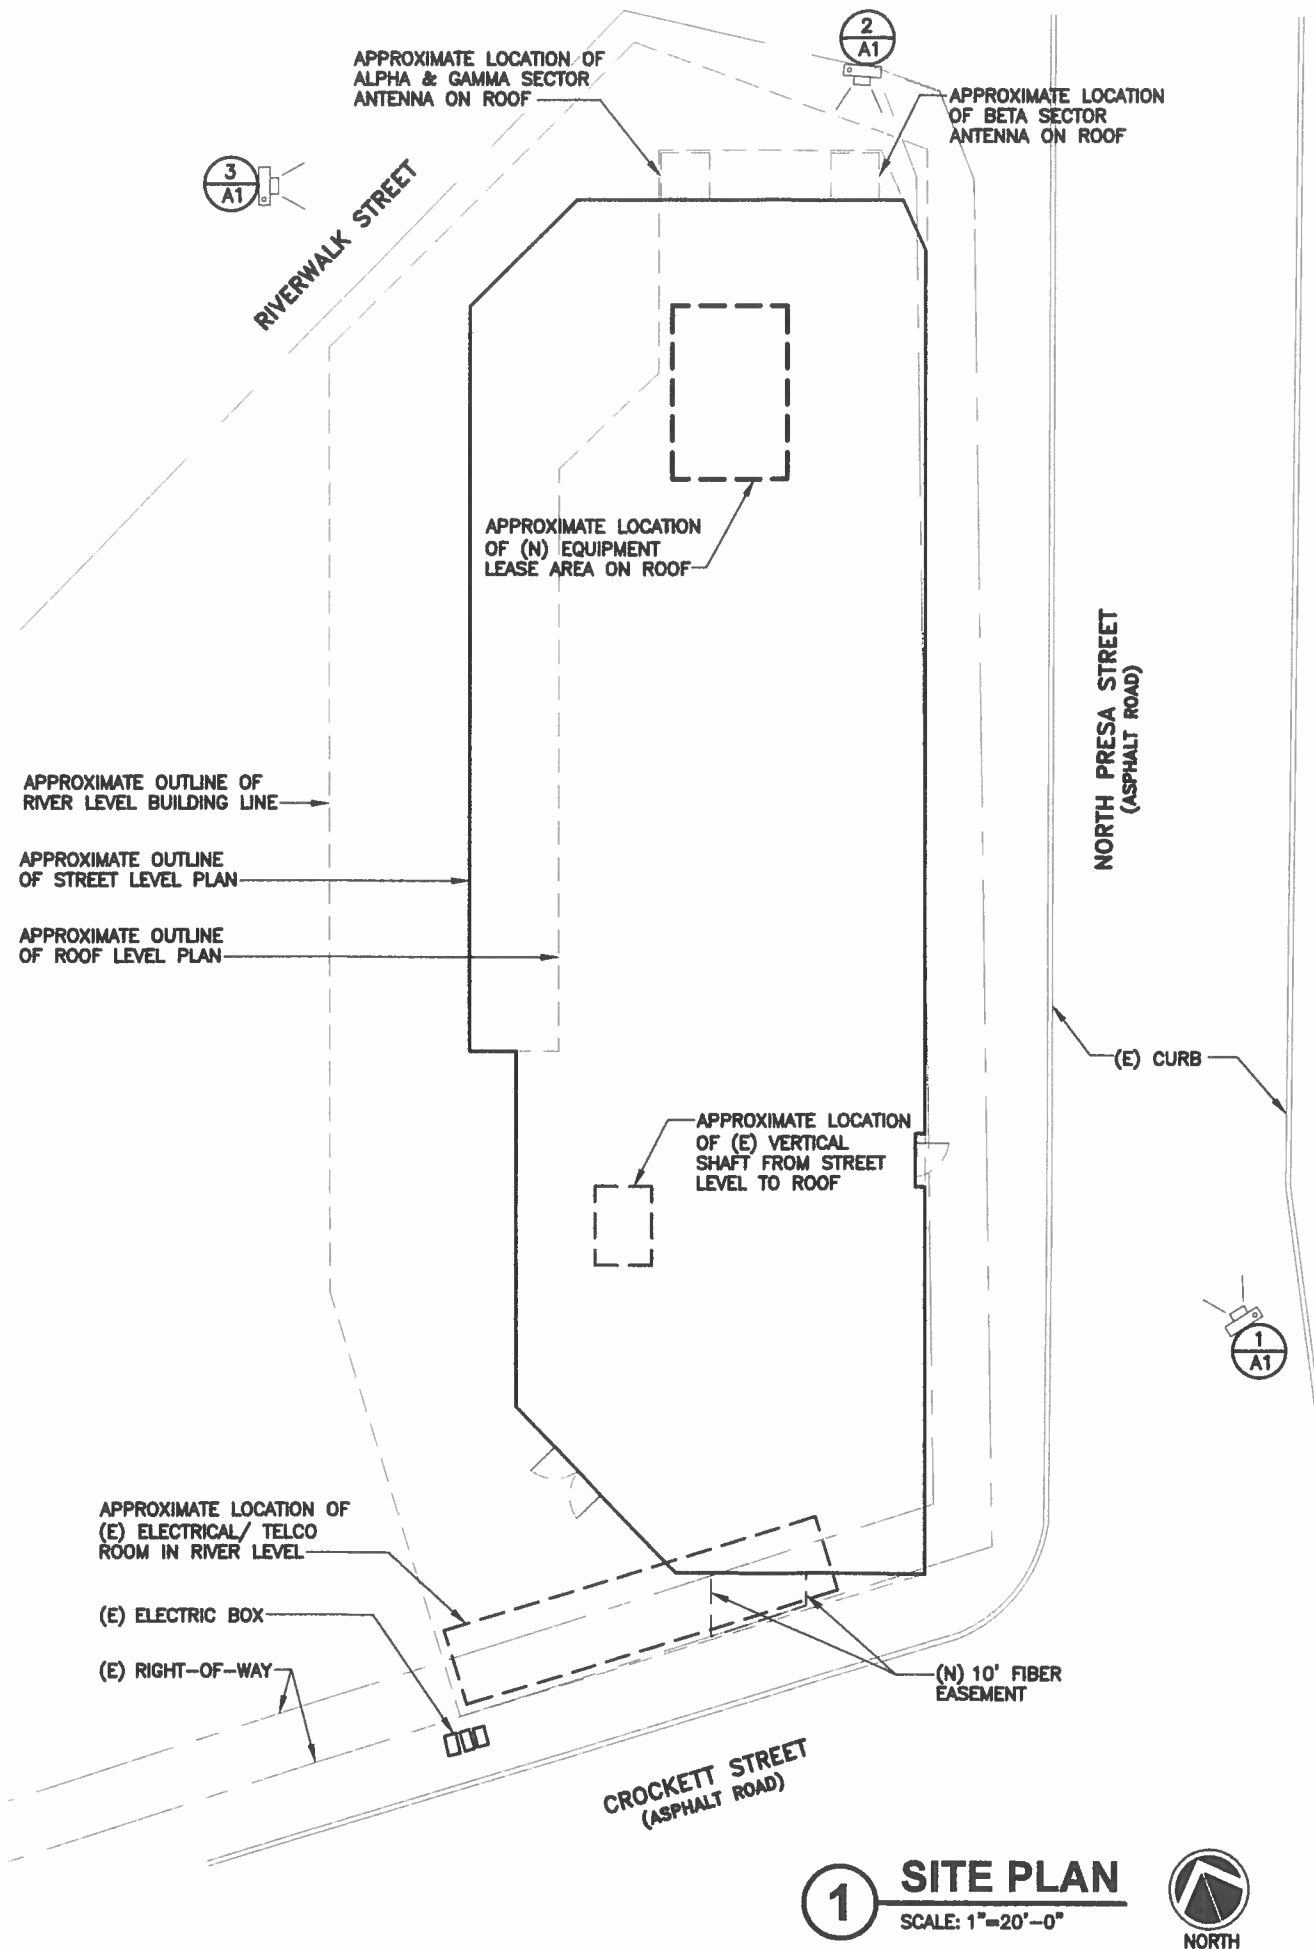 2
A1
APPROXIMATE LOCATION OF
ALPHA & GAMMA SECTOR
ANTENNA ON ROOF
APPROXIMATE LOCATION
OF BETA SECTOR
ANTENNA ON ROOF
3
A1
RIVERWALK STREET
APPROXIMATE LOCATION
OF (N) EQUIPMENT
LEASE AREA ON ROOF
NORTH PRESA STREET
(ASPHALT ROAD)
APPROXIMATE OUTLINE OF
RIVER LEVEL BUILDING LINE
APPROXIMATE OUTLINE
OF STREET LEVEL PLAN
APPROXIMATE OUTLINE
OF ROOF LEVEL PLAN
(E) CURB
APPROXIMATE LOCATION
OF (E) VERTICAL
SHAFT FROM STREET
LEVEL TO ROOF
1
A1
APPROXIMATE LOCATION OF
(E) ELECTRICAL/ TELCO
ROOM IN RIVER LEVEL
(E) ELECTRIC BOX
(E) RIGHT-OF-WAY
(N) 10' FIBER
EASEMENT
CROCKETT STREET
(ASPHALT ROAD)
1
SITE PLAN
SCALE: 1"=20'-0"
NORTH